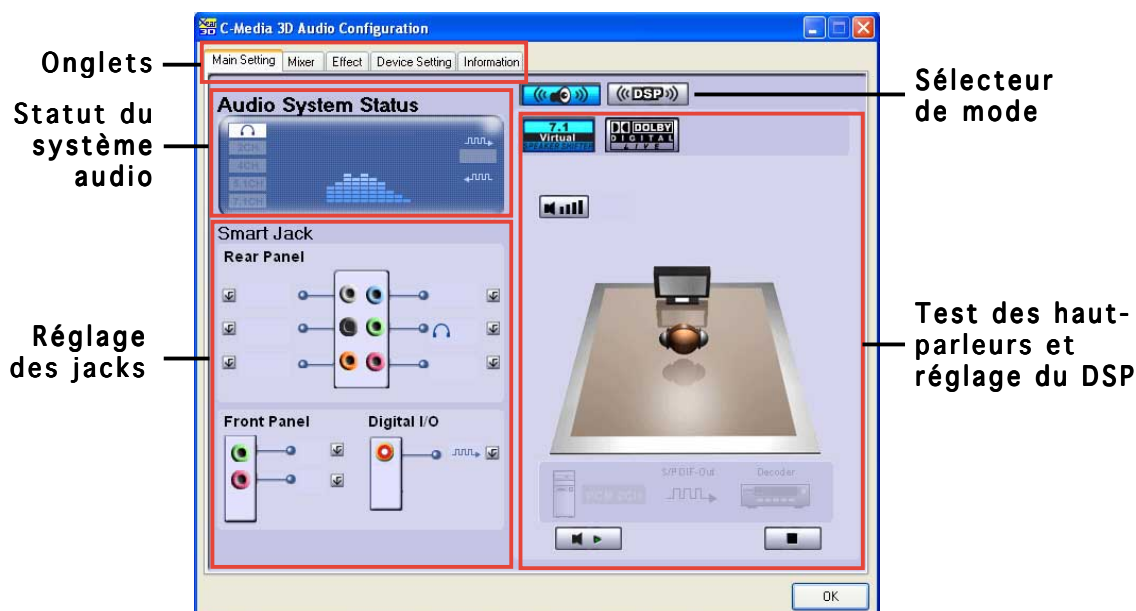 C-Media 3D Audio Configuration
Main Setting Mixer Effect Device Setting Information
Onglets
Statut du
système
audio
Réglage
des jacks
Audio System Status
2CH
4CH
5.1CH
7.1CH
Smart Jack
Rear Panel
Front Panel Digital I/O
DSP
7.1
Virtual
SPEAKER SHIFTER
DOLBY
DIGITAL
LIVE
S/PDIF-Out Decoder
PCM 2CH
OK
Sélecteur
de mode
Test des haut-
parleurs et
réglage du DSP